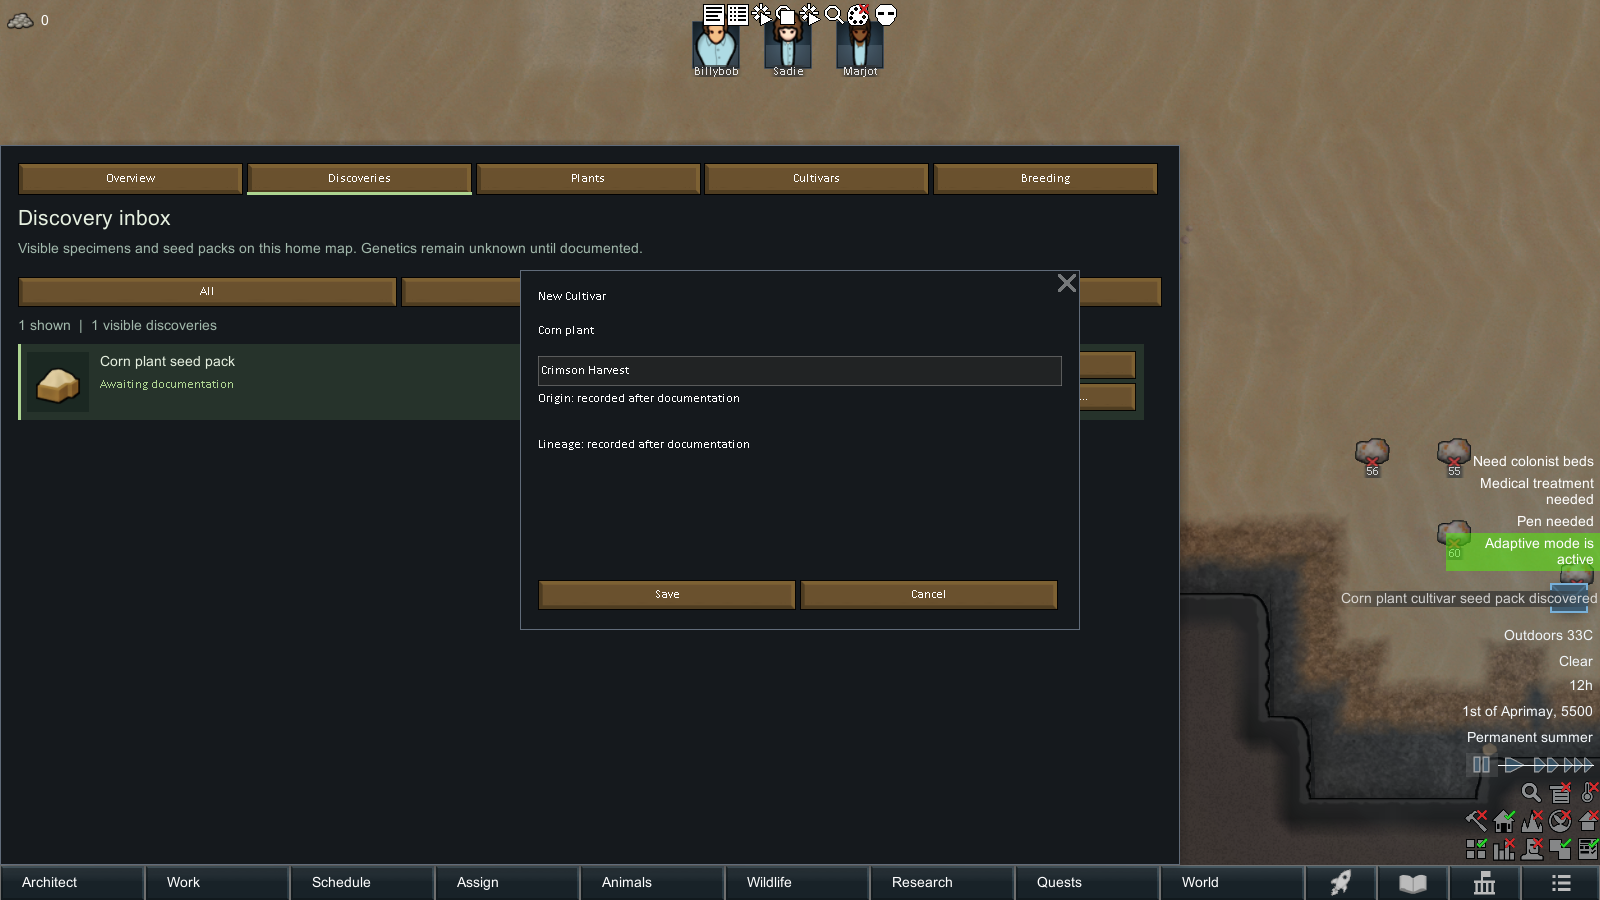 0
Billybob
Sadie
Marjot
Overview
Discoveries
Plants
Cultivars
Breeding
Discovery inbox
Visible specimens and seed packs on this home map. Genetics remain unknown until documented.
All
1 shown | 1 visible discoveries
Corn plant seed pack
Awaiting documentation
...
New Cultivar
Corn plant
Crimson Harvest
Origin: recorded after documentation
Lineage: recorded after documentation
Save
Cancel
56
55
60
Need colonist beds
Medical treatment
needed
Pen needed
Adaptive mode is
active
Corn plant cultivar seed pack discovered
Outdoors 33C
Clear
12h
1st of Aprimay, 5500
Permanent summer
Architect
Work
Schedule
Assign
Animals
Wildlife
Research
Quests
World